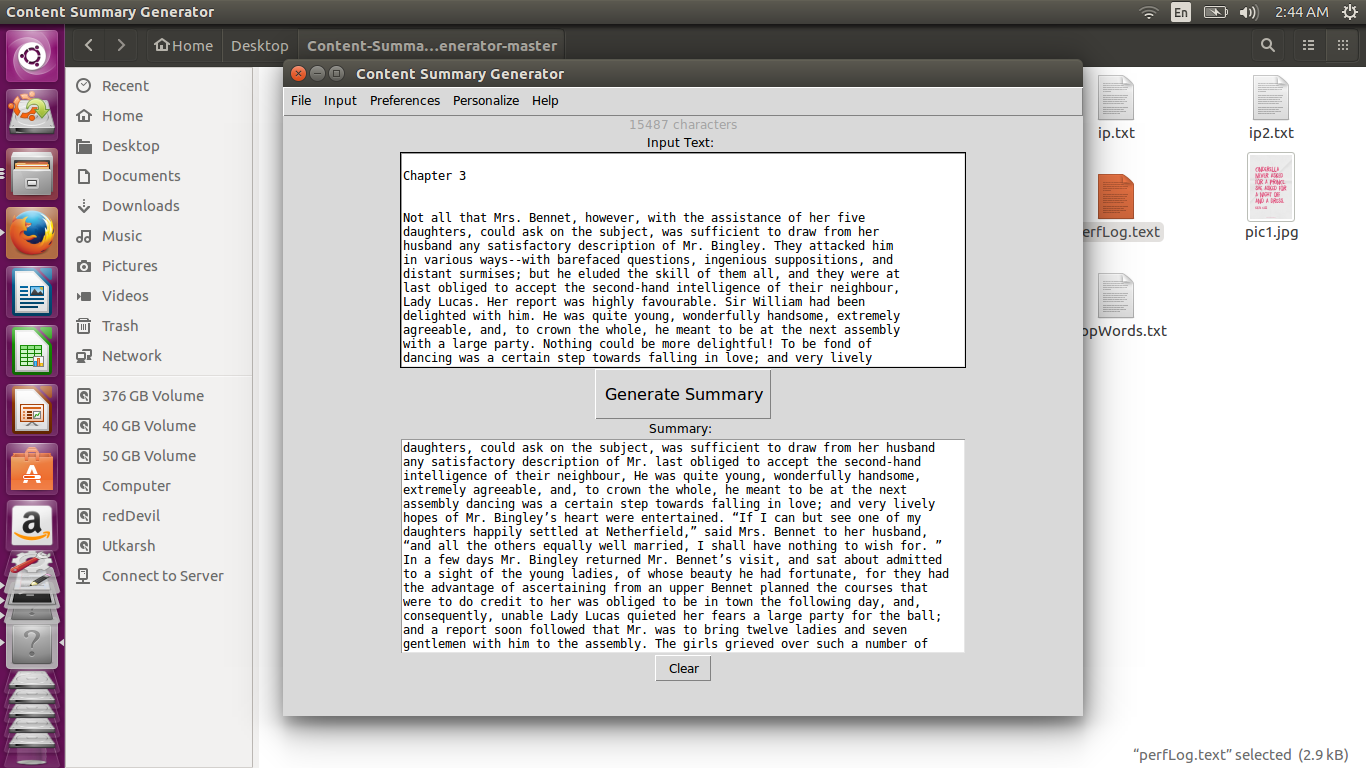 Content Summary Generator
En
2:44 AM
Home
Desktop
Content-Summa...enerator-master
Recent
Home
Desktop
Documents
Downloads
Music
Pictures
Videos
Trash
Network
376 GB Volume
40 GB Volume
50 GB Volume
Computer
redDevil
Utkarsh
Connect to Server
Content Summary Generator
File Input Preferences Personalize Help
15487 characters
Input Text:
Chapter 3
Not all that Mrs. Bennet, however, with the assistance of her five
daughters, could ask on the subject, was sufficient to draw from her
husband any satisfactory description of Mr. Bingley. They attacked him
in various ways--with barefaced questions, ingenious suppositions, and
distant surmises; but he eluded the skill of them all, and they were at
last obliged to accept the second-hand intelligence of their neighbour,
Lady Lucas. Her report was highly favourable. Sir William had been
delighted with him. He was quite young, wonderfully handsome, extremely
agreeable, and, to crown the whole, he meant to be at the next assembly
with a large party. Nothing could be more delightful! To be fond of
dancing was a certain step towards falling in love; and very lively
Generate Summary
Summary:
daughters, could ask on the subject, was sufficient to draw from her husband
any satisfactory description of Mr. last obliged to accept the second-hand
intelligence of their neighbour, He was quite young, wonderfully handsome,
extremely agreeable, and, to crown the whole, he meant to be at the next
assembly dancing was a certain step towards falling in love; and very lively
hopes of Mr. Bingley’s heart were entertained. “If I can but see one of my
daughters happily settled at Netherfield,” said Mrs. Bennet to her husband,
“and all the others equally well married, I shall have nothing to wish for. ”
In a few days Mr. Bingley returned Mr. Bennet’s visit, and sat about admitted
to a sight of the young ladies, of whose beauty he had fortunate, for they had
the advantage of ascertaining from an upper Bennet planned the courses that
were to do credit to her was obliged to be in town the following day, and,
consequently, unable Lady Lucas quieted her fears a large party for the ball;
and a report soon followed that Mr. was to bring twelve ladies and seven
gentlemen with him to the assembly. The girls grieved over such a number of
Clear
ip.txt
ip2.txt
erfLog.text
pic1.jpg
CINDERELLA
NEVER ASKED
FOR A PRINCE.
SHE ASKED FOR
A NIGHT OFF
AND A DRESS.
opWords.txt
“perfLog.text” selected (2.9 kB)